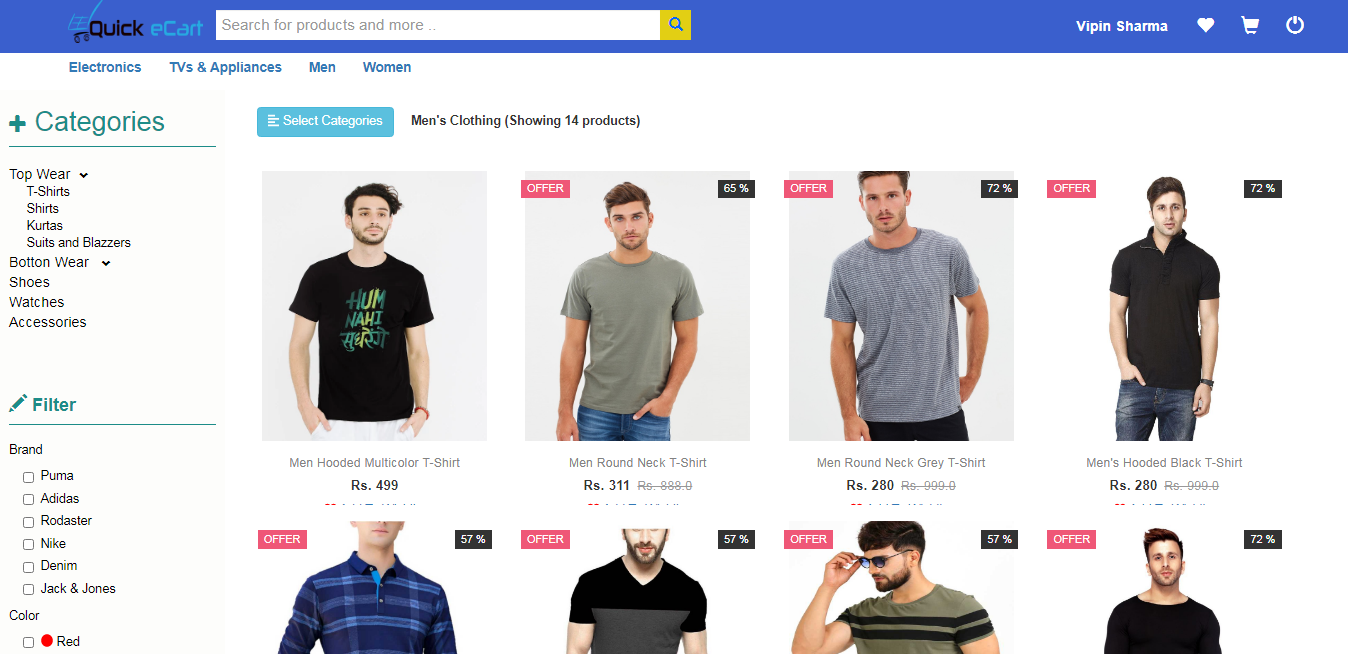 Quick eCart
Search for products and more ..
Vipin Sharma
Electronics TVs & Appliances Men Women
Categories
Select Categories
Men's Clothing (Showing 14 products)
Top Wear
T-Shirts
Shirts
Kurtas
Suits and Blazzers
Botton Wear
Shoes
Watches
Accessories
Filter
Brand
Puma
Adidas
Rodaster
Nike
Denim
Jack & Jones
Color
Red
HUM
NAHI
सुधरेंगे
Men Hooded Multicolor T-Shirt
Rs. 499
OFFER 65 %
Men Round Neck T-Shirt
Rs. 311 Rs. 888.0
OFFER 72 %
Men Round Neck Grey T-Shirt
Rs. 280 Rs. 999.0
OFFER 72 %
Men's Hooded Black T-Shirt
Rs. 280 Rs. 999.0
OFFER 57 %
OFFER 57 %
OFFER 57 %
OFFER 72 %